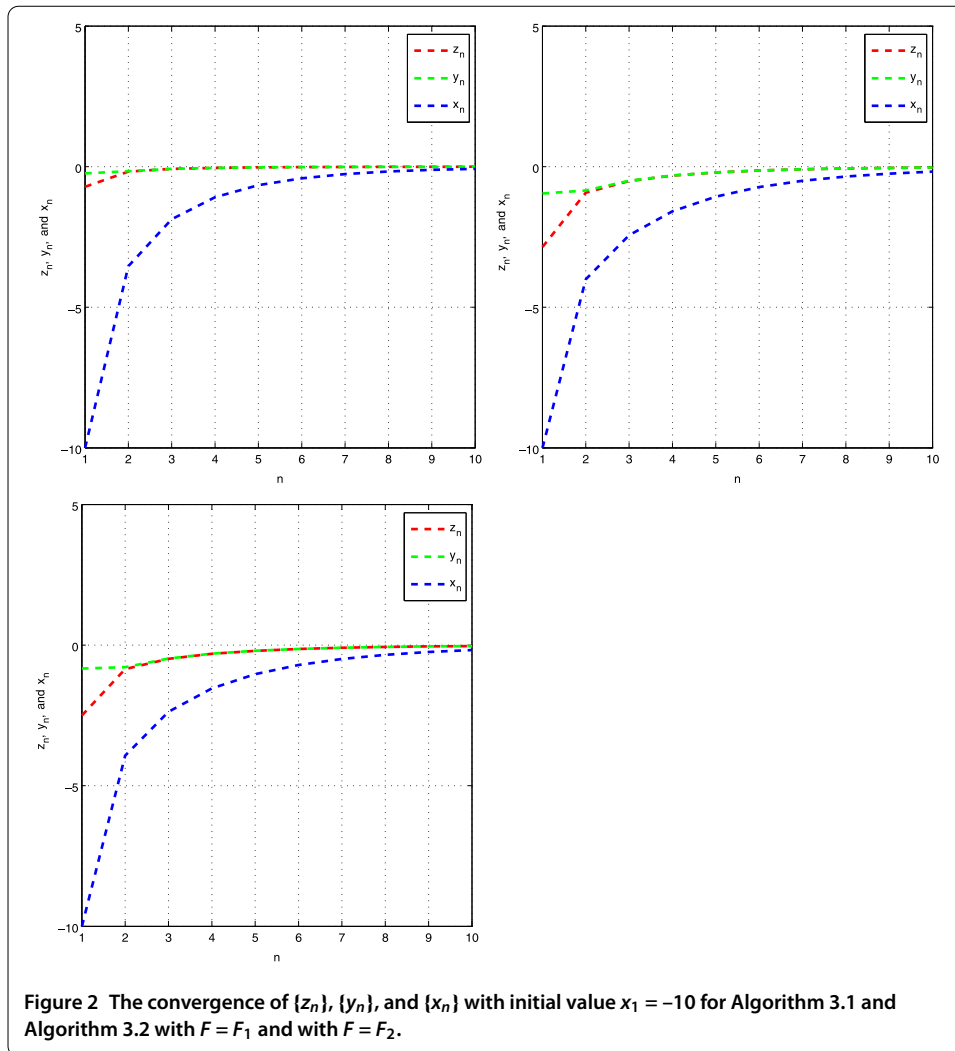 5
0
−5
−10
z_n, y_n, and x_n
1 2 3 4 5 6 7 8 9 10
n
z_n
y_n
x_n
5
0
−5
−10
z_n, y_n, and x_n
1 2 3 4 5 6 7 8 9 10
n
z_n
y_n
x_n
5
0
−5
−10
z_n, y_n, and x_n
1 2 3 4 5 6 7 8 9 10
n
z_n
y_n
x_n
Figure 2 The convergence of {z_n}, {y_n}, and {x_n} with initial value x_1 = –10 for Algorithm 3.1 and
Algorithm 3.2 with F = F_1 and with F = F_2.